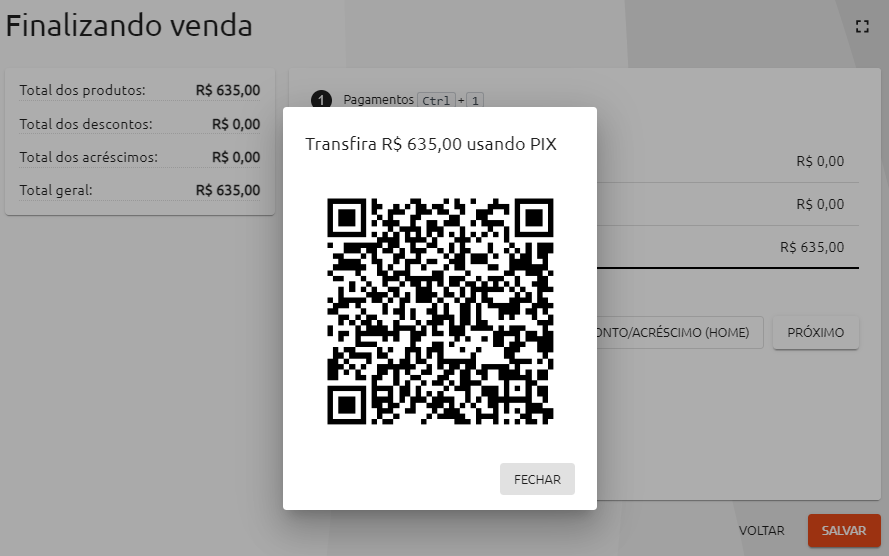 Finalizando venda
Total dos produtos: R$ 635,00
Total dos descontos: R$ 0,00
Total dos acréscimos: R$ 0,00
Total geral: R$ 635,00
1 Pagamentos Ctrl + 1
Transfira R$ 635,00 usando PIX
R$ 0,00
R$ 0,00
R$ 635,00
ONTO/ACRÉSCIMO (HOME) PRÓXIMO
FECHAR
VOLTAR SALVAR